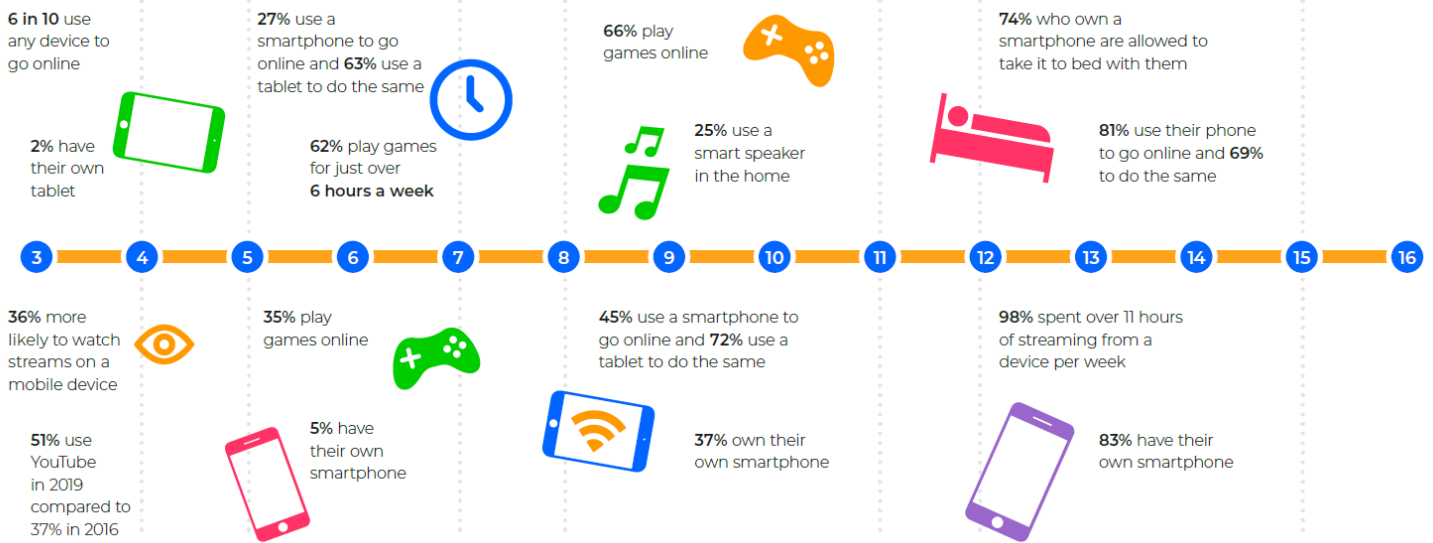 6 in 10 use
any device to
go online
2% have
their own
tablet
27% use a
smartphone to go
online and 63% use a
tablet to do the same
62% play games
for just over
6 hours a week
66% play
games online
25% use a
smart speaker
in the home
74% who own a
smartphone are allowed to
take it to bed with them
81% use their phone
to go online and 69%
to do the same
3 4 5 6 7 8 9 10 11 12 13 14 15 16
36% more
likely to watch
streams on a
mobile device
51% use
YouTube
in 2019
compared to
37% in 2016
35% play
games online
5% have
their own
smartphone
45% use a smartphone to
go online and 72% use a
tablet to do the same
37% own their
own smartphone
98% spent over 11 hours
of streaming from a
device per week
83% have their
own smartphone